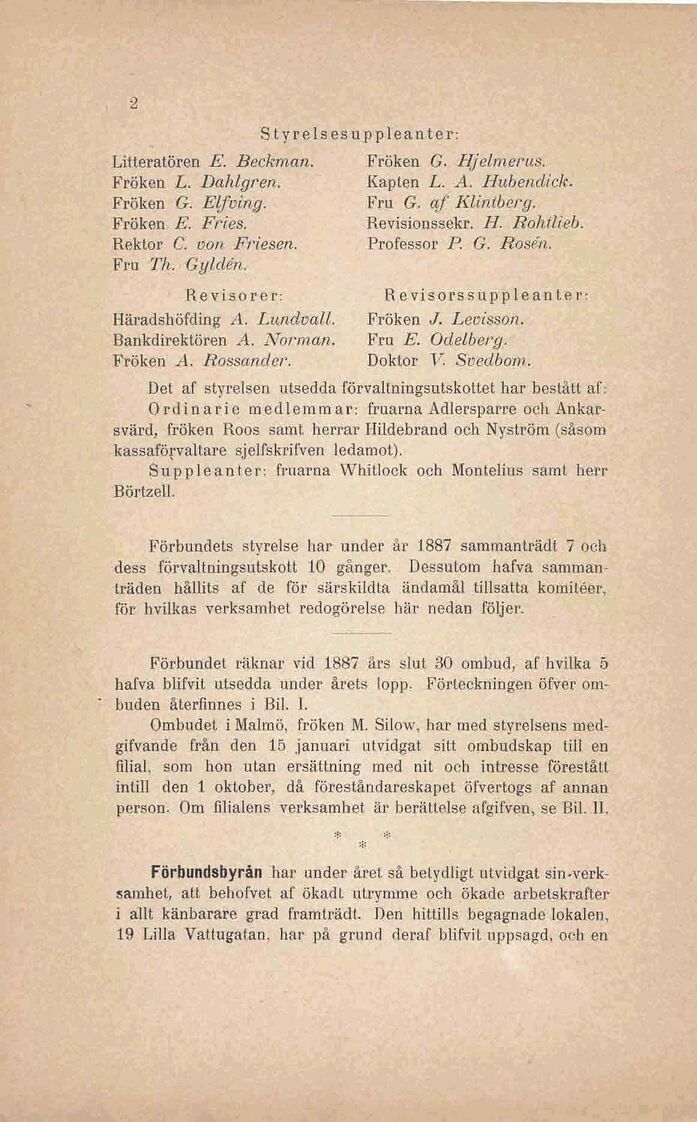 2
Styrelsesuppleanter:
Litteratören E. Beckman.
Fröken L. Dahlgren.
Fröken G. Elfving.
Fröken E. Fries.
Rektor C. von Friesen.
Fru Th. Gyldén.
Fröken G. Hjelmerus.
Kapten L. A. Hubendick.
Fru G. af Klintberg.
Revisionssekr. H. Rohtlieb.
Professor P. G. Rosén.
Revisorer:
Häradshöfding A. Lundvall.
Bankdirektören A. Norman.
Fröken A. Rossander.
Revisorssuppleanter:
Fröken J. Levisson.
Fru E. Odelberg.
Doktor V. Svedbom.
Det af styrelsen utsedda förvaltningsutskottet har bestått af:
Ordinarie medlemmar: fruarna Adlersparre och Ankar-
svärd, fröken Roos samt herrar Hildebrand och Nyström (såsom
kassaförvaltare sjelfskrifven ledamot).
Suppleanter: fruarna Whitlock och Montelius samt herr
Börtzell.
Förbundets styrelse har under år 1887 sammanträdt 7 och
dess förvaltningsutskott 10 gånger. Dessutom hafva samman-
träden hållits af de för särskildta ändamål tillsatta komitéer,
för hvilkas verksamhet redogörelse här nedan följer.
Förbundet räknar vid 1887 års slut 30 ombud, af hvilka 5
hafva blifvit utsedda under årets lopp. Förteckningen öfver om-
buden återfinnes i Bil. I.
Ombudet i Malmö, fröken M. Silow, har med styrelsens med-
gifvande från den 15 januari utvidgat sitt ombudskap till en
filial, som hon utan ersättning med nit och intresse förestått
intill den 1 oktober, då föreståndareskapet öfvertogs af annan
person. Om filialens verksamhet är berättelse afgifven, se Bil. II.
* *
*
Förbundsbyrån har under året så betydligt utvidgat sin verk-
samhet, att behofvet af ökadt utrymme och ökade arbetskrafter
i allt känbarare grad framträdt. Den hittills begagnade lokalen,
19 Lilla Vattugatan, har på grund deraf blifvit uppsagd, och en